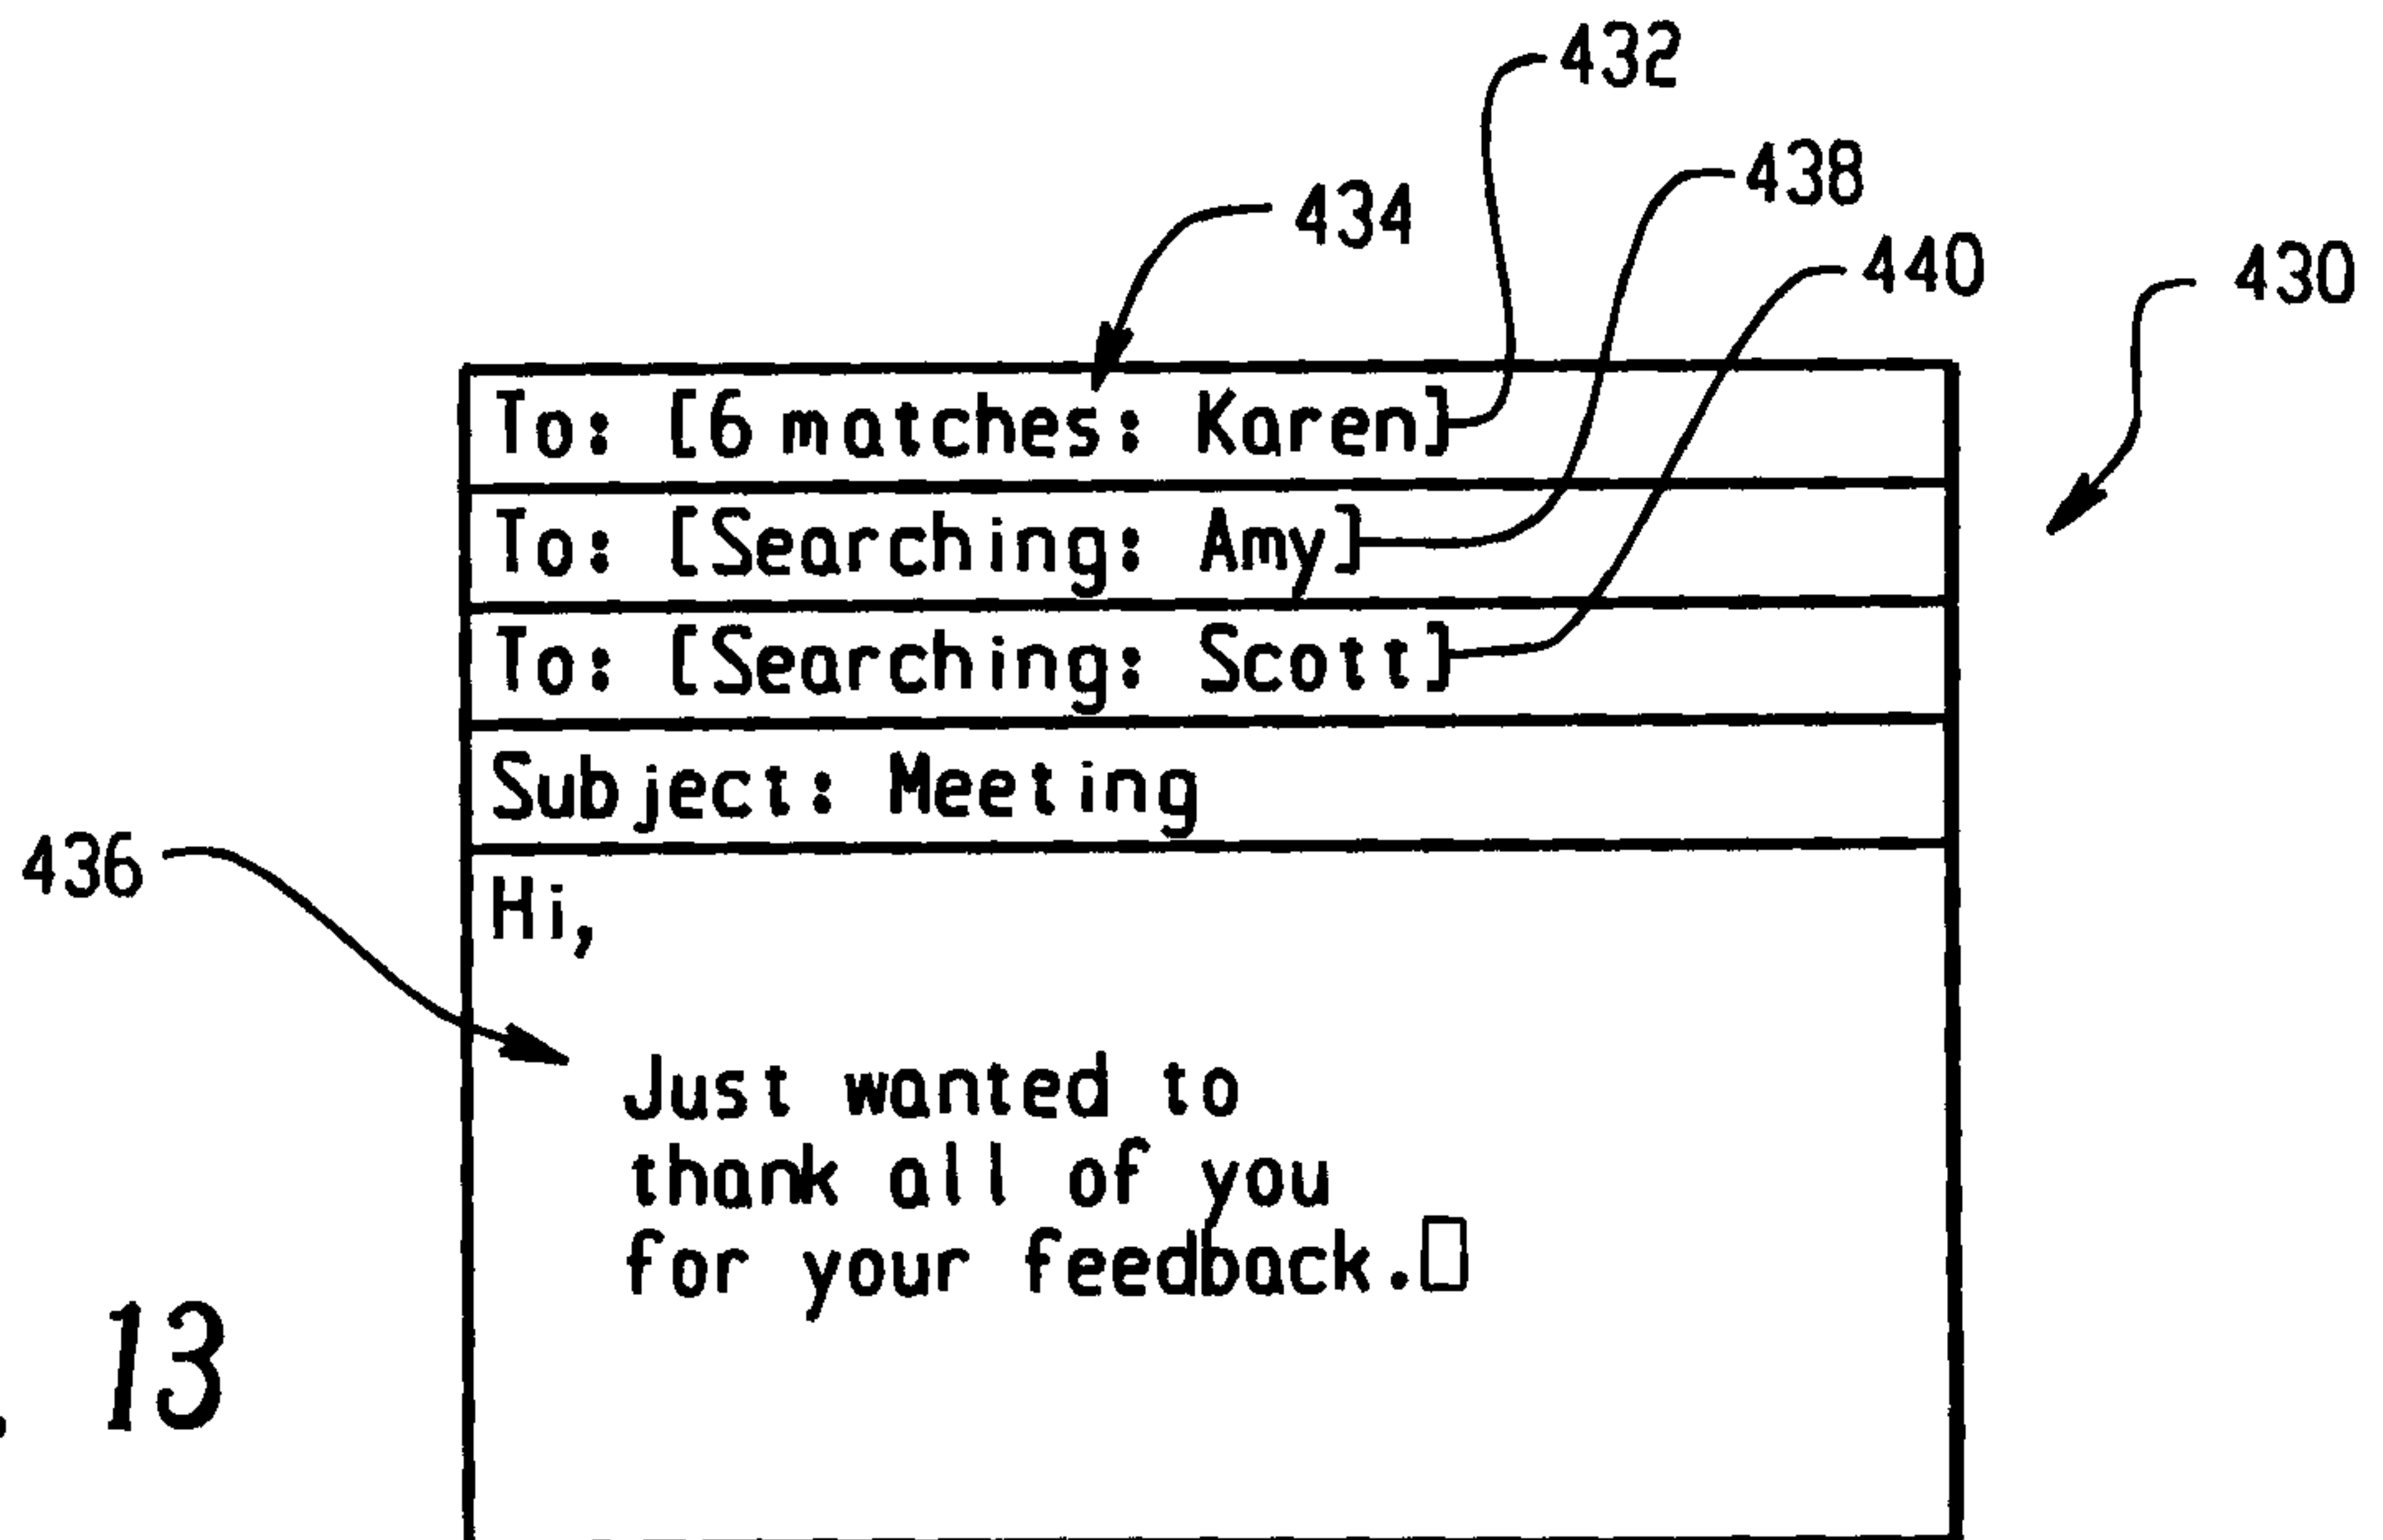 432
438
434
440
430
To: [6 matches: Karen]
To: [Searching: Amy]
To: [Searching: Scott]
Subject: Meeting
436
Hi,
Just wanted to
thank all of you
for your feedback.
13